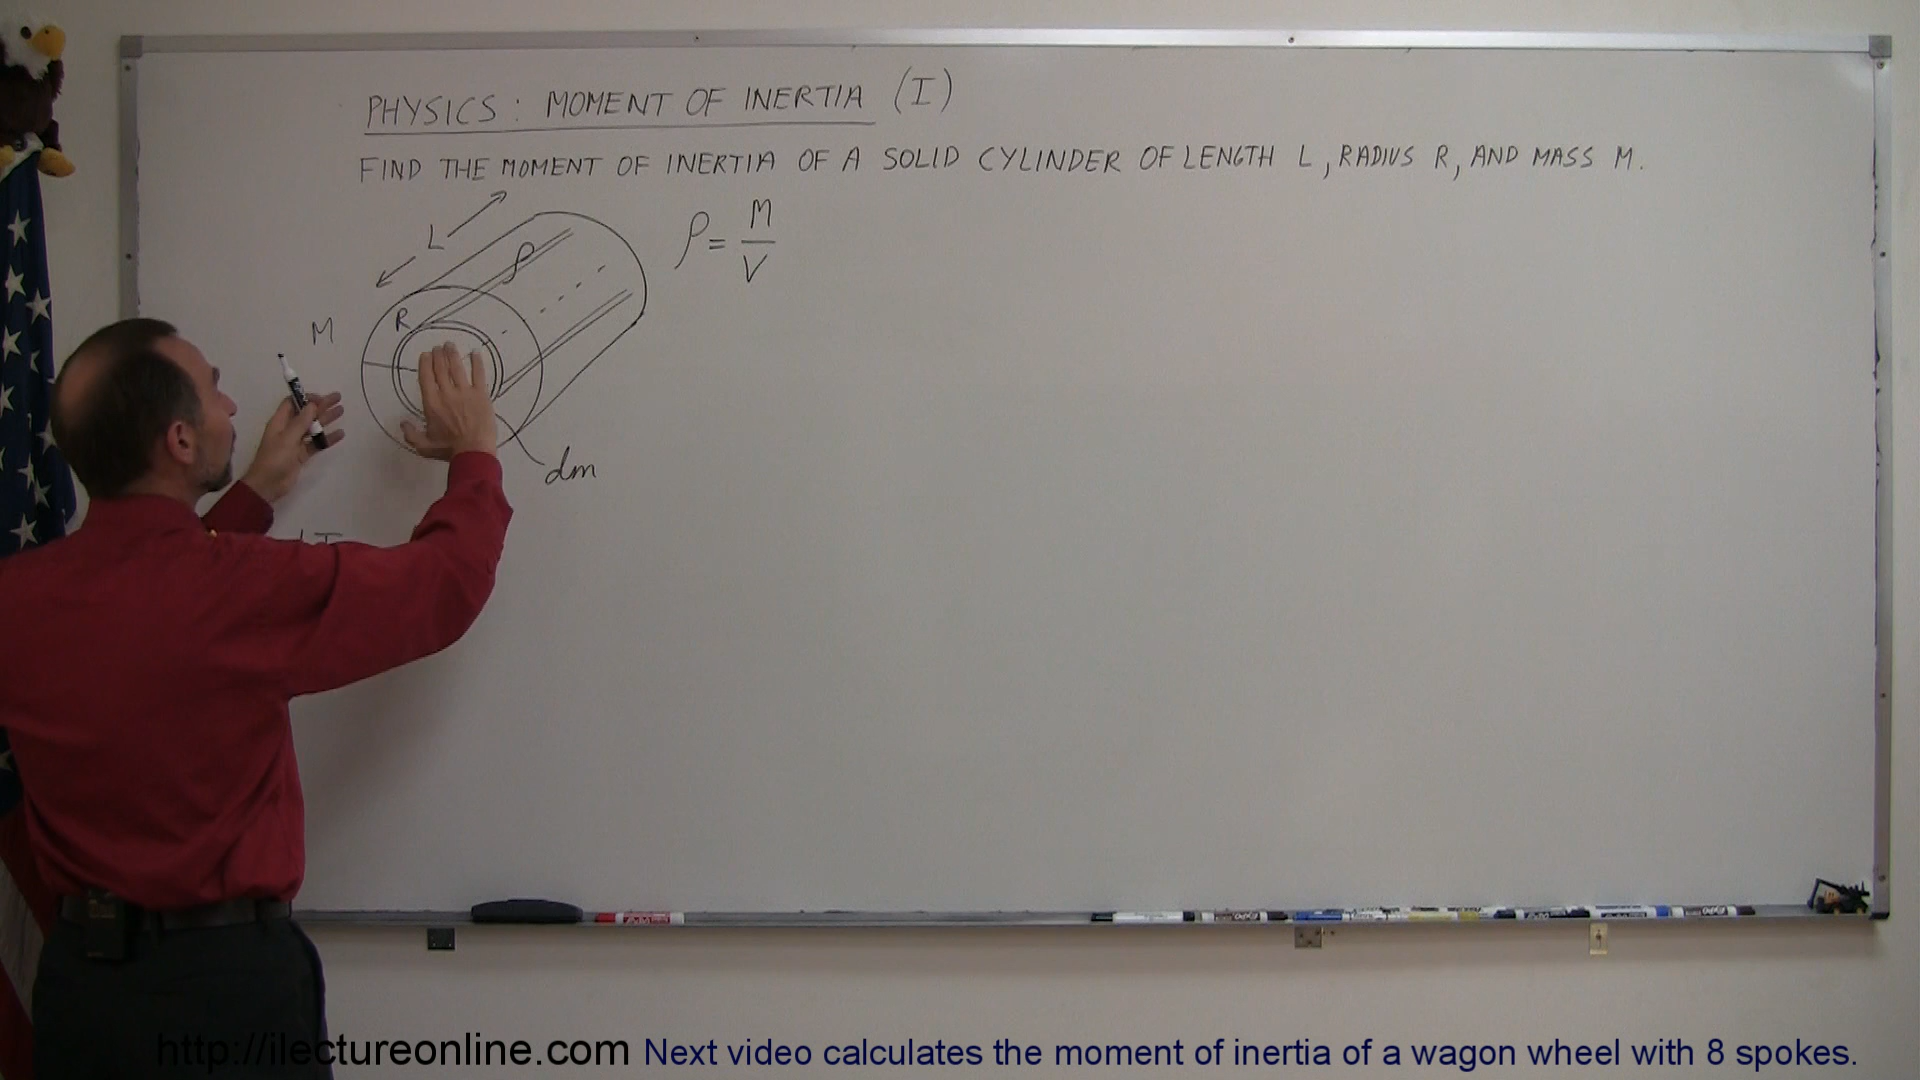 PHYSICS: MOMENT OF INERTIA (I)
FIND THE MOMENT OF INERTIA OF A SOLID CYLINDER OF LENGTH L, RADIUS R, AND MASS M.
L
ρ
ρ = M/V
R
M
dm
http://ilectureonline.com Next video calculates the moment of inertia of a wagon wheel with 8 spokes.